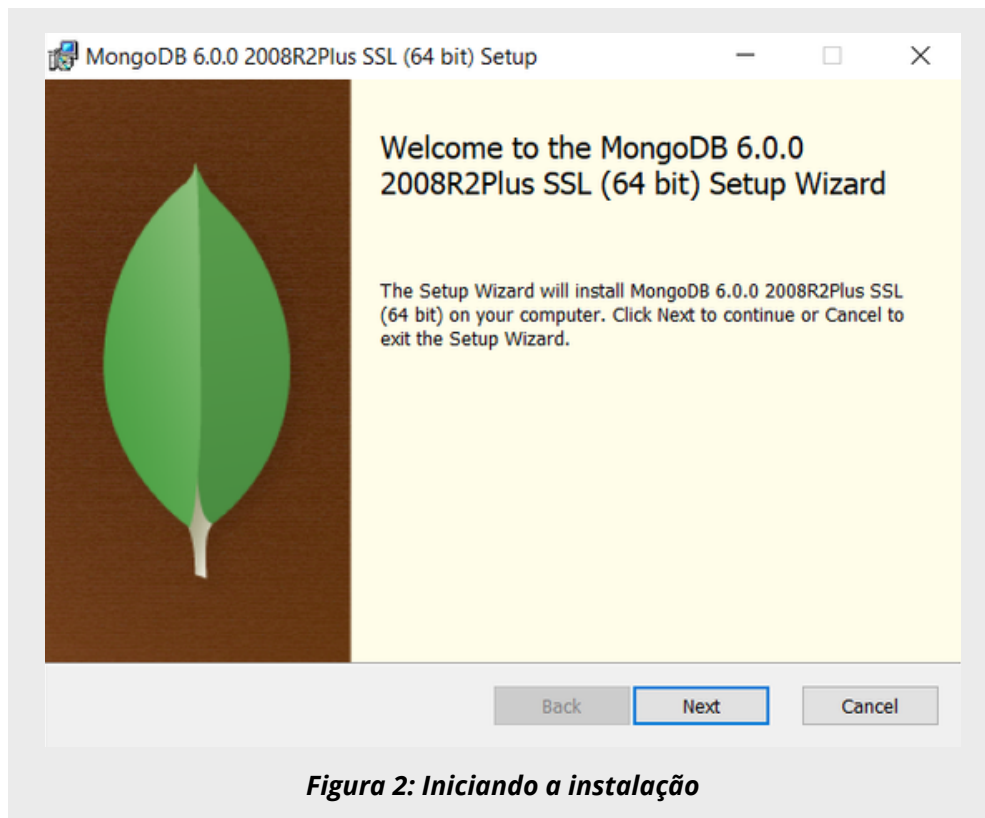 MongoDB 6.0.0 2008R2Plus SSL (64 bit) Setup
Welcome to the MongoDB 6.0.0
2008R2Plus SSL (64 bit) Setup Wizard
The Setup Wizard will install MongoDB 6.0.0 2008R2Plus SSL
(64 bit) on your computer. Click Next to continue or Cancel to
exit the Setup Wizard.
Back Next Cancel
Figura 2: Iniciando a instalação